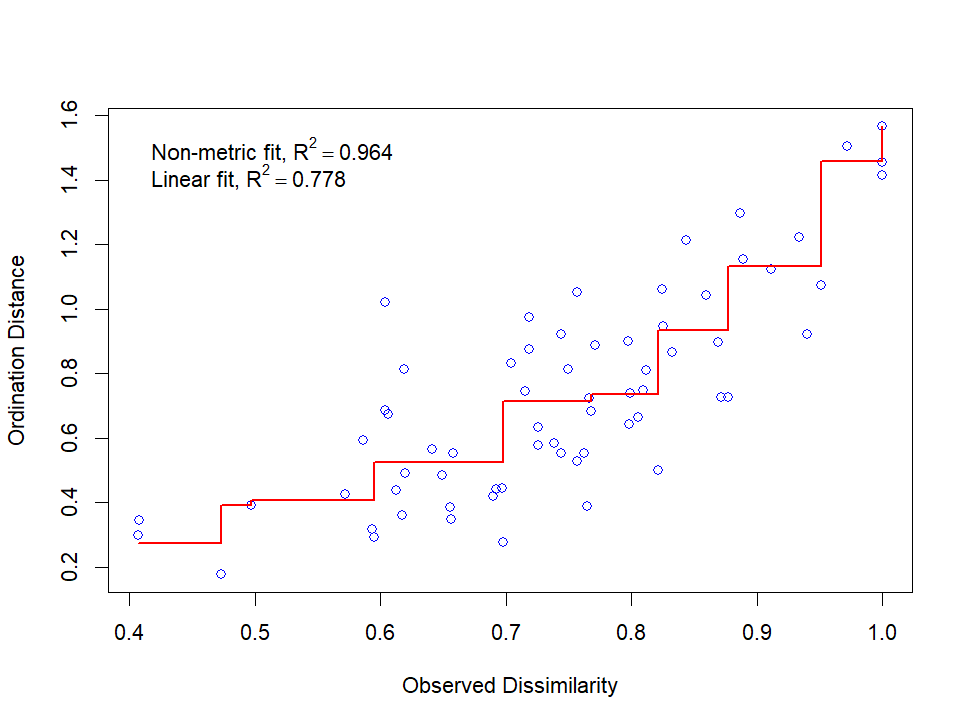 Non-metric fit, R² = 0.964
Linear fit, R² = 0.778
Ordination Distance
1.6
1.4
1.2
1.0
0.8
0.6
0.4
0.2
0.4 0.5 0.6 0.7 0.8 0.9 1.0
Observed Dissimilarity